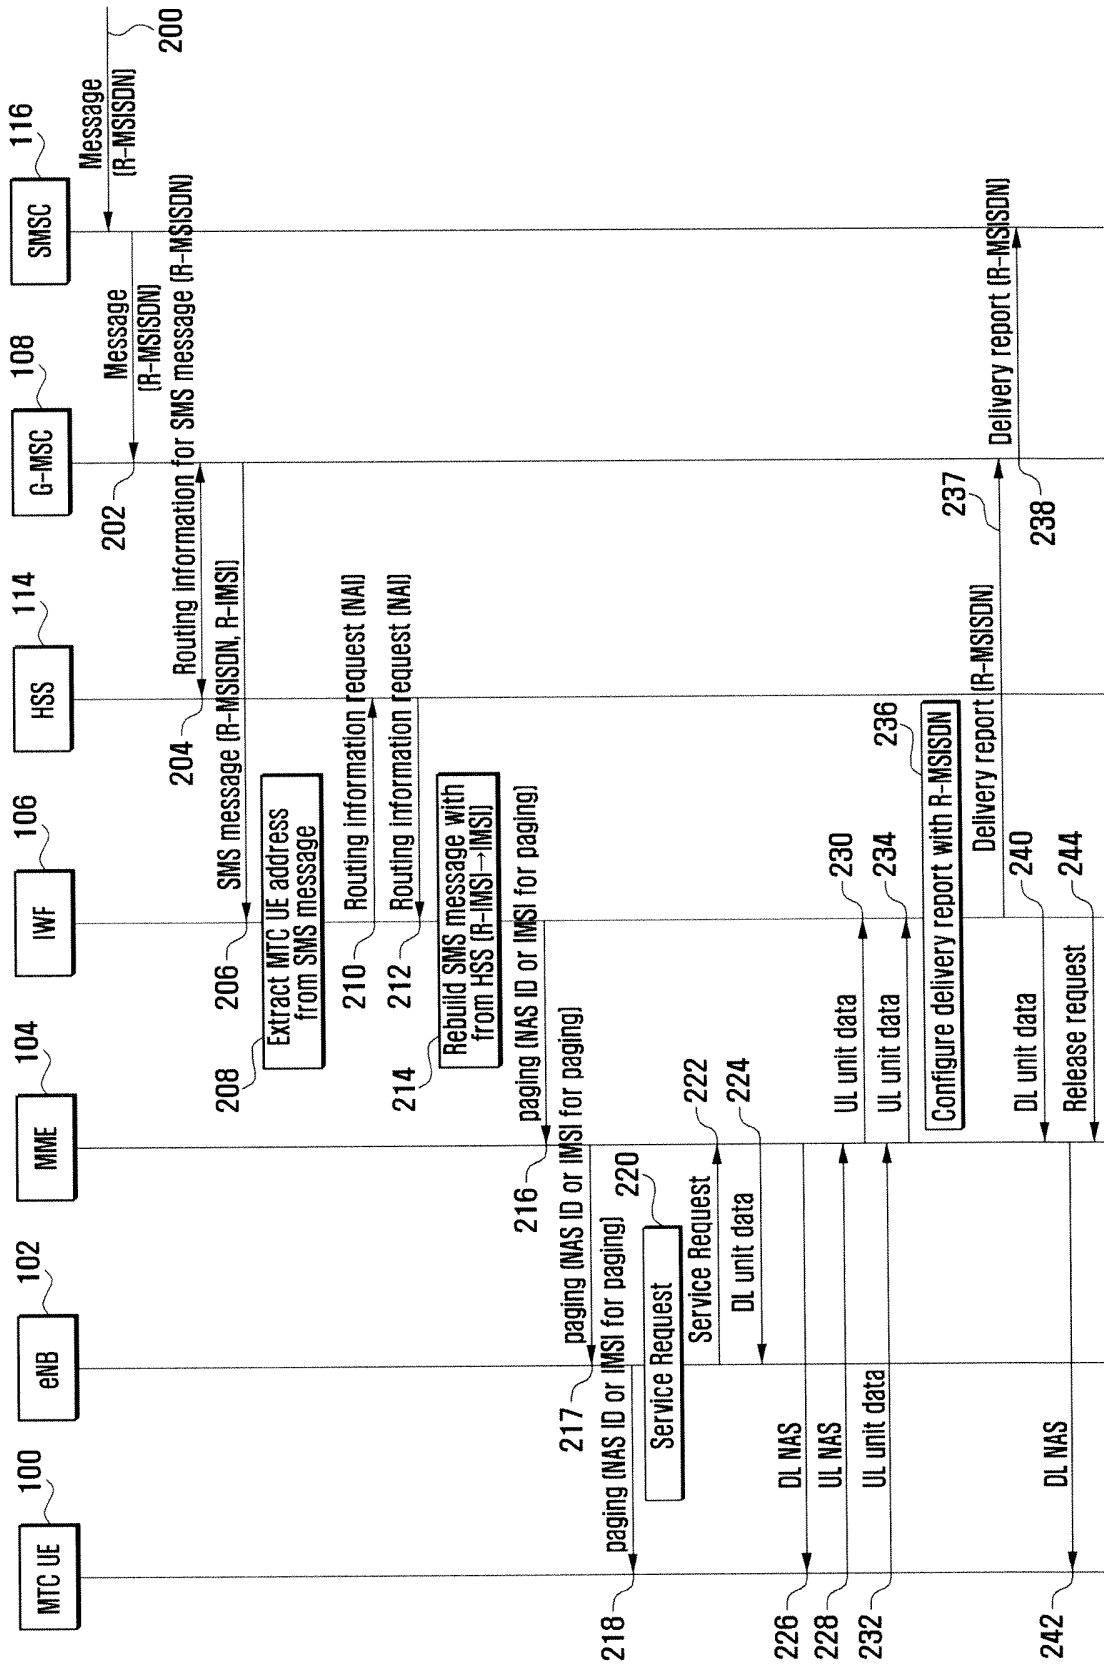 MTC UE
100
eNB
102
MME
104
IWF
106
HSS
114
G-MSC
108
SMSC
116
Message
(R-MSISDN)
200
Message
(R-MSISDN)
202
Routing information for SMS message (R-MSISDN)
204
SMS message (R-MSISDN, R-IMSI)
206
Extract MTC UE address
from SMS message
208
Routing information request (NAI)
210
Routing information request (NAI)
212
Rebuild SMS message with
from HSS (R-IMSI→IMSI)
214
paging (NAS ID or IMSI for paging)
216
paging (NAS ID or IMSI for paging)
217
paging (NAS ID or IMSI for paging)
218
Service Request
220
Service Request
222
DL unit data
224
DL NAS
226
UL NAS
228
UL unit data
230
UL unit data
232
UL unit data
234
Configure delivery report with R-MSISDN
236
Delivery report (R-MSISDN)
237
Delivery report (R-MSISDN)
238
DL unit data
240
DL NAS
242
Release request
244